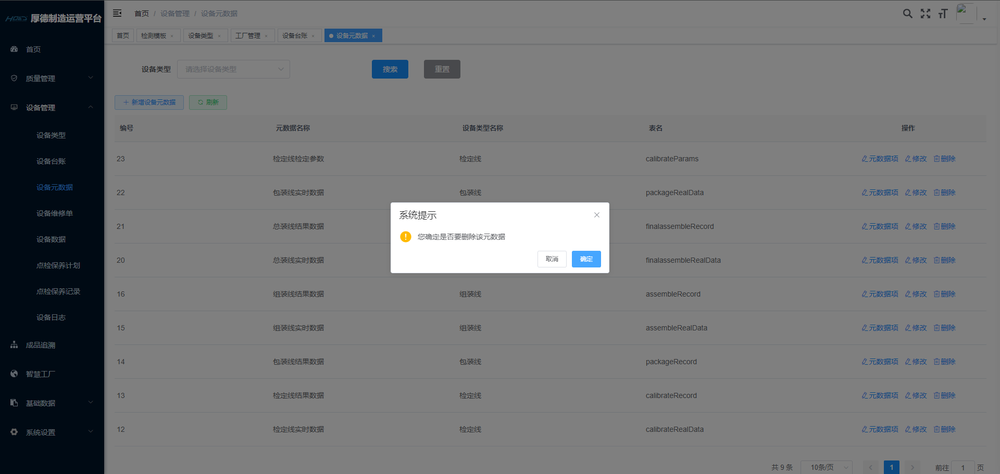 厚德制造运营平台
首页 / 设备管理 / 设备元数据
首页 检测模板 × 设备类型 × 工厂管理 × 设备台账 × 设备元数据 ×
首页
质量管理
设备管理
设备类型
设备台账
设备元数据
设备维修单
设备数据
点检保养计划
点检保养记录
设备日志
成品追溯
智慧工厂
基础数据
系统设置
设备类型 请选择设备类型 搜索 重置
新增设备元数据 刷新
编号 元数据名称 设备类型名称 表名 操作
23 检定线检定参数 检定线 calibrateParams 元数据项 修改 删除
22 包装线实时数据 包装线 packageRealData 元数据项 修改 删除
21 总装线结果数据 finalassembleRecord 元数据项 修改 删除
20 总装线实时数据 finalassembleRealData 元数据项 修改 删除
16 组装线结果数据 组装线 assembleRecord 元数据项 修改 删除
15 组装线实时数据 组装线 assembleRealData 元数据项 修改 删除
14 包装线结果数据 包装线 packageRecord 元数据项 修改 删除
13 检定线结果数据 检定线 calibrateRecord 元数据项 修改 删除
12 检定线实时数据 检定线 calibrateRealData 元数据项 修改 删除
系统提示
您确定是否要删除该元数据
取消 确定
共 9 条 10条/页 1 前往 1 页